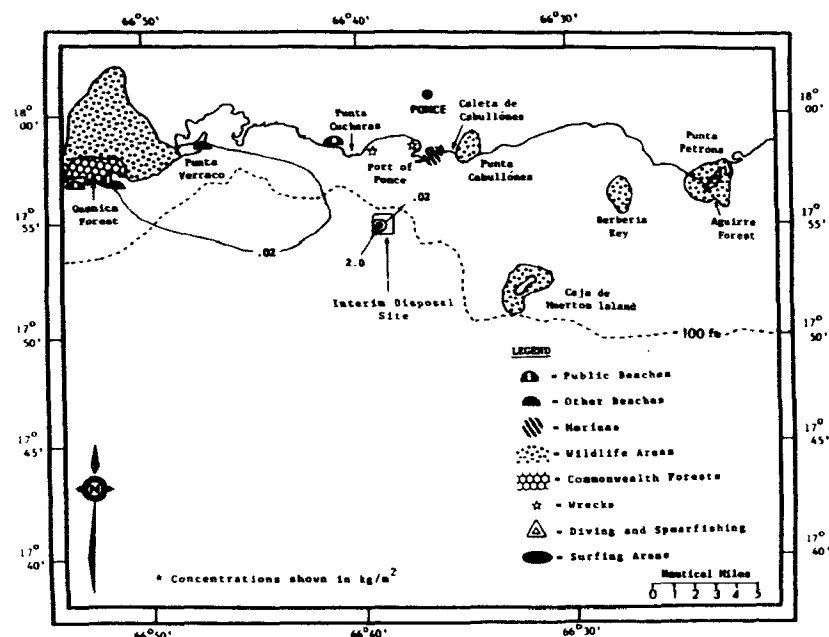 66° 50'
66° 40'
66° 30'
18° 00'
18° 00'
PONCE
Punta Cucharas
Caleta de Cabullónes
Punta Petrona
Punta Verraco
Port of Ponce
Punta Cabullónes
Guanica Forest
Berberia Key
Aguirre Forest
17° 55'
17° 55'
.02
.02
2.0
Interim Disposal Site
Caja de Muertos Island
17° 50'
17° 50'
100 fm
LEGEND
- Public Beaches
- Other Beaches
- Marinas
17° 45'
17° 45'
- Wildlife Areas
- Commonwealth Forests
N
- Wrecks
- Diving and Spearfishing
17° 40'
17° 40'
- Surfing Areas
* Concentrations shown in kg/m²
Nautical Miles
0 1 2 3 4 5
66° 50'
66° 40'
66° 30'